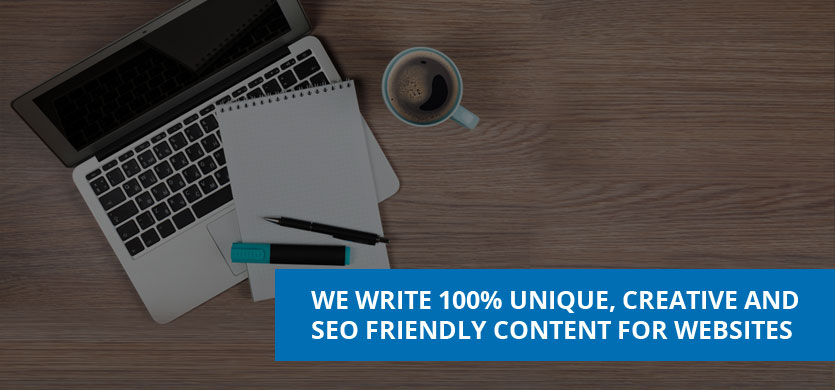 WE WRITE 100% UNIQUE, CREATIVE AND
SEO FRIENDLY CONTENT FOR WEBSITES